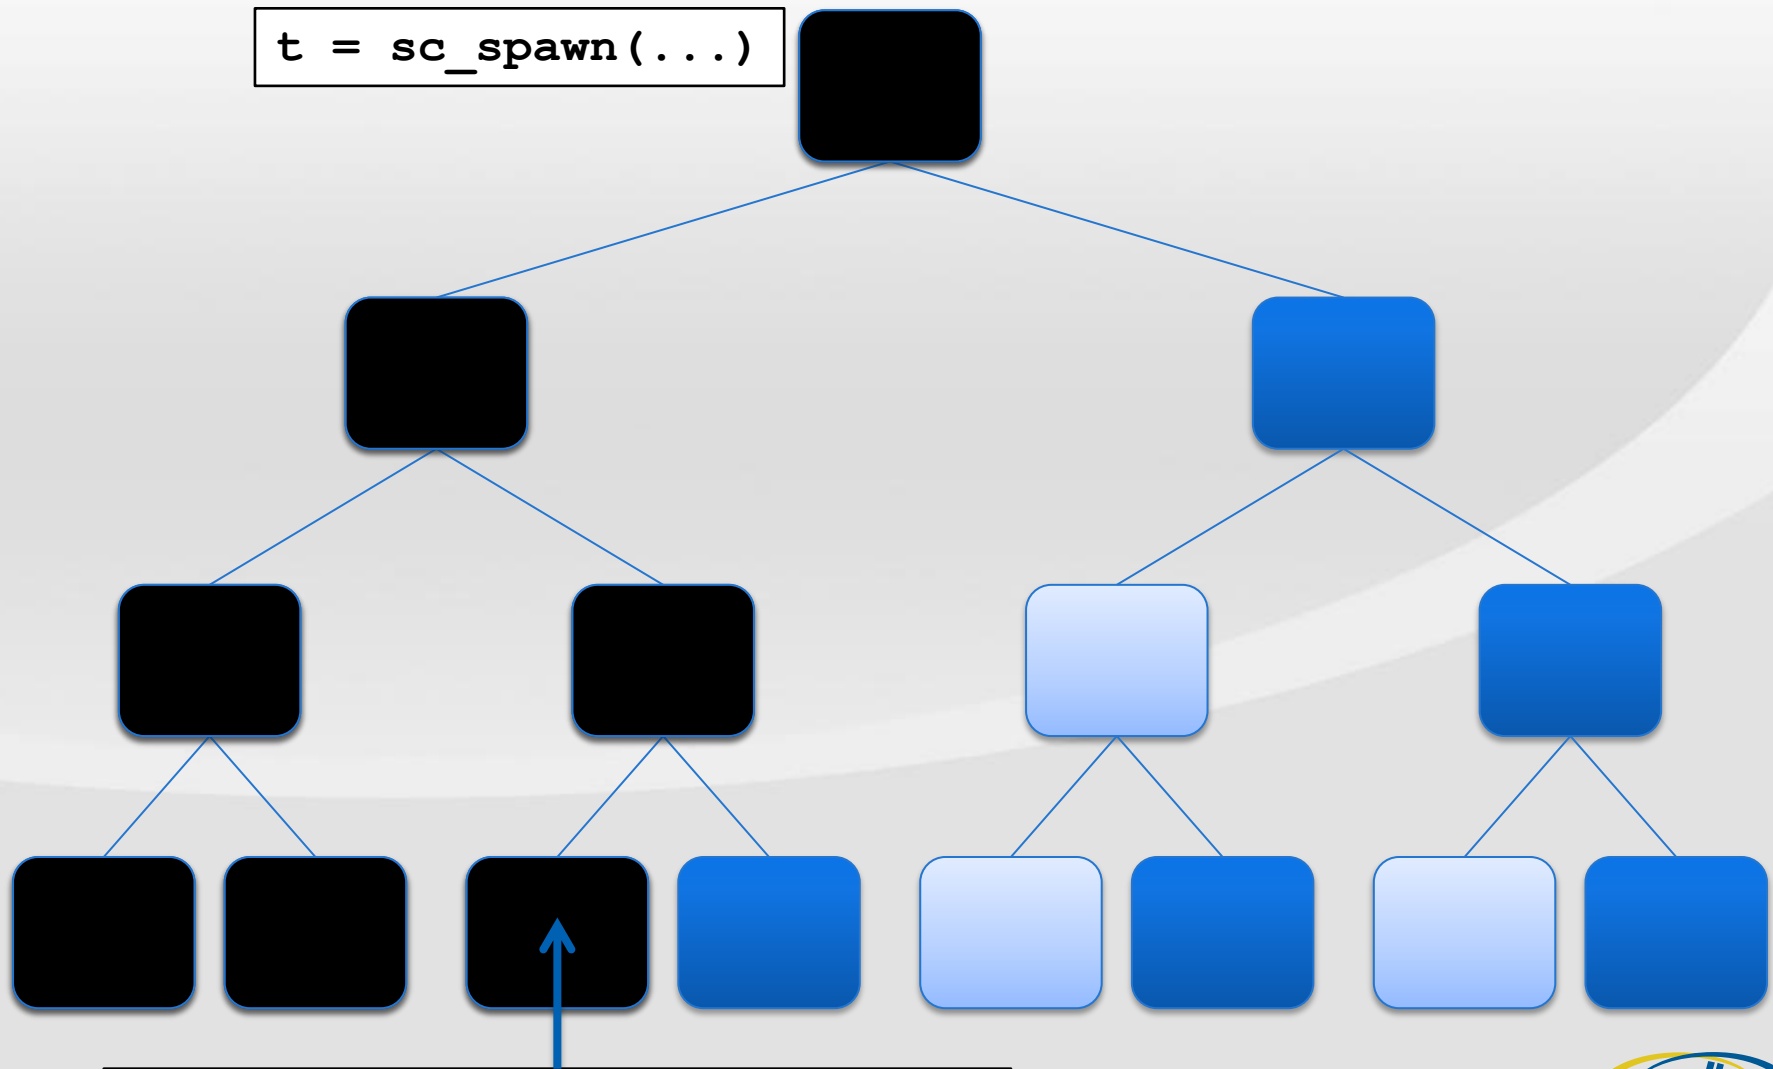 t = sc_spawn(...)